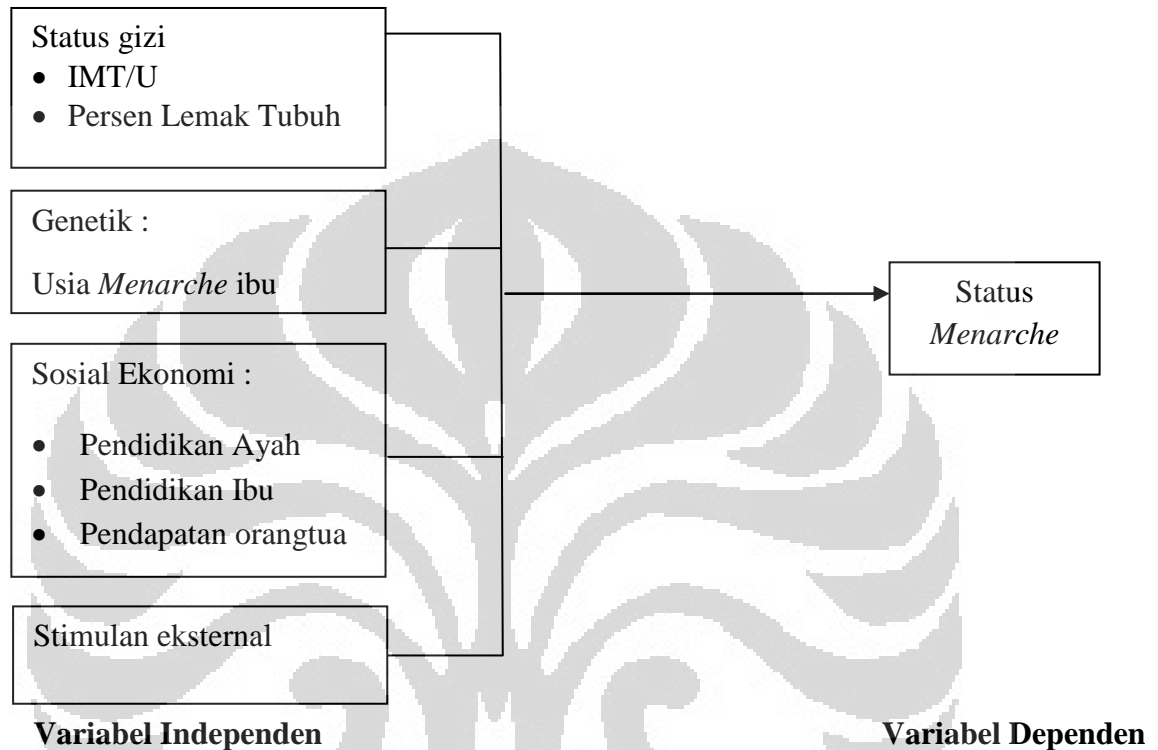 Status gizi
• IMT/U
• Persen Lemak Tubuh
Genetik :
Usia Menarche ibu
Sosial Ekonomi :
• Pendidikan Ayah
• Pendidikan Ibu
• Pendapatan orangtua
Stimulan eksternal
Status
Menarche
Variabel Independen
Variabel Dependen